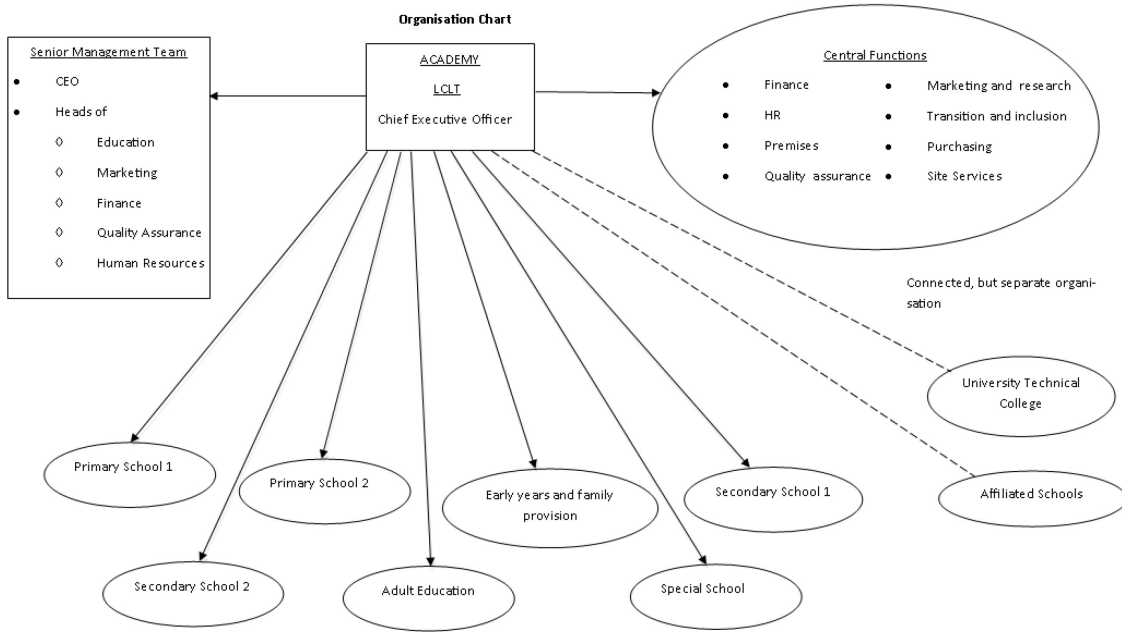 Organisation Chart
Senior Management Team
• CEO
• Heads of
◊ Education
◊ Marketing
◊ Finance
◊ Quality Assurance
◊ Human Resources
ACADEMY
LCLT
Chief Executive Officer
Central Functions
• Finance
• HR
• Premises
• Quality assurance
• Marketing and research
• Transition and inclusion
• Purchasing
• Site Services
Connected, but separate organi-
sation
University Technical
College
Primary School 1
Primary School 2
Early years and family
provision
Secondary School 1
Affiliated Schools
Secondary School 2
Adult Education
Special School